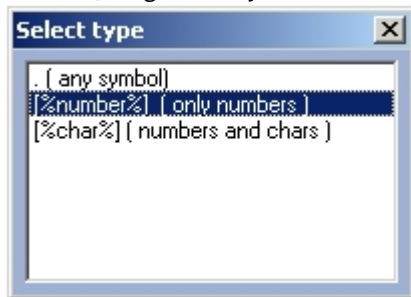 Select type
. ( any symbol)
[%number%] ( only numbers )
[%char%] ( numbers and chars )